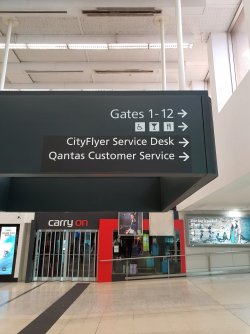 Gates 1-12 →
CityFlyer Service Desk →
Qantas Customer Service →
carry on